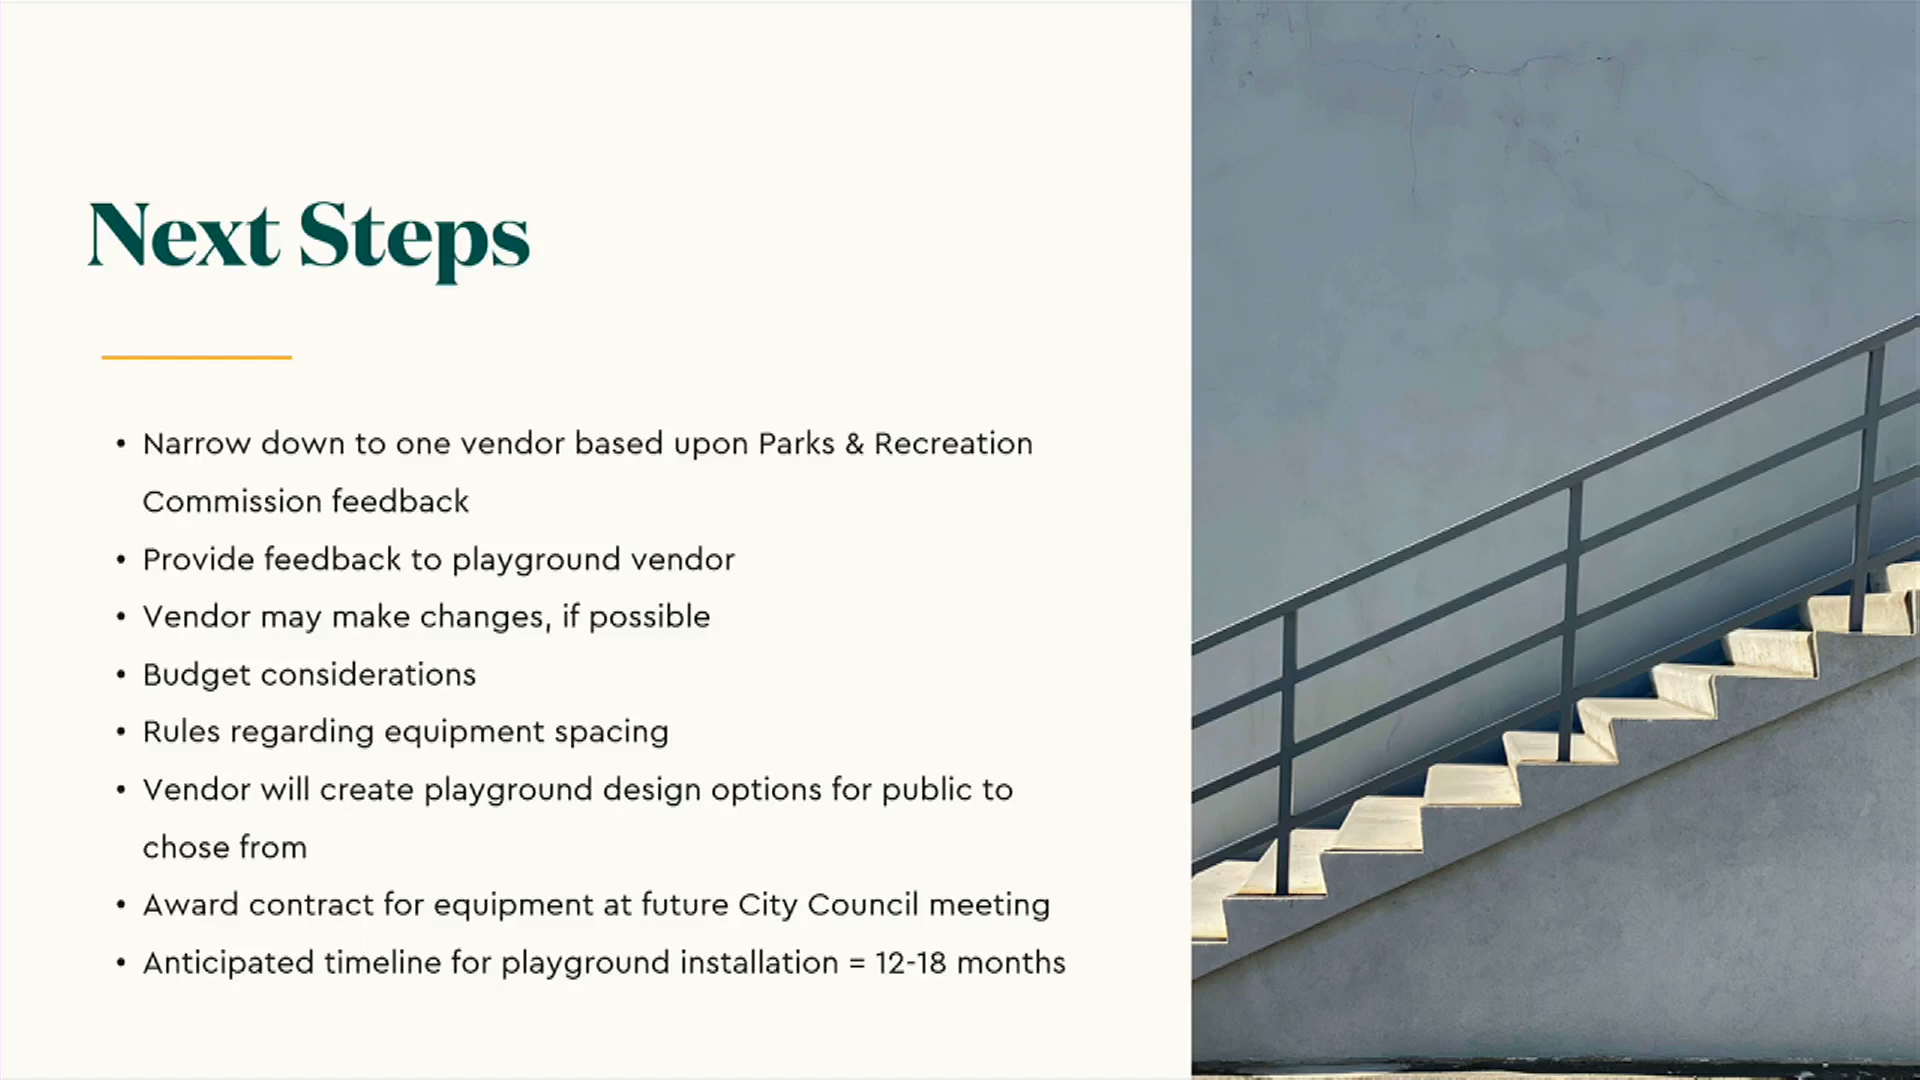 Next Steps
• Narrow down to one vendor based upon Parks & Recreation
Commission feedback
• Provide feedback to playground vendor
• Vendor may make changes, if possible
• Budget considerations
• Rules regarding equipment spacing
• Vendor will create playground design options for public to
chose from
• Award contract for equipment at future City Council meeting
• Anticipated timeline for playground installation = 12-18 months